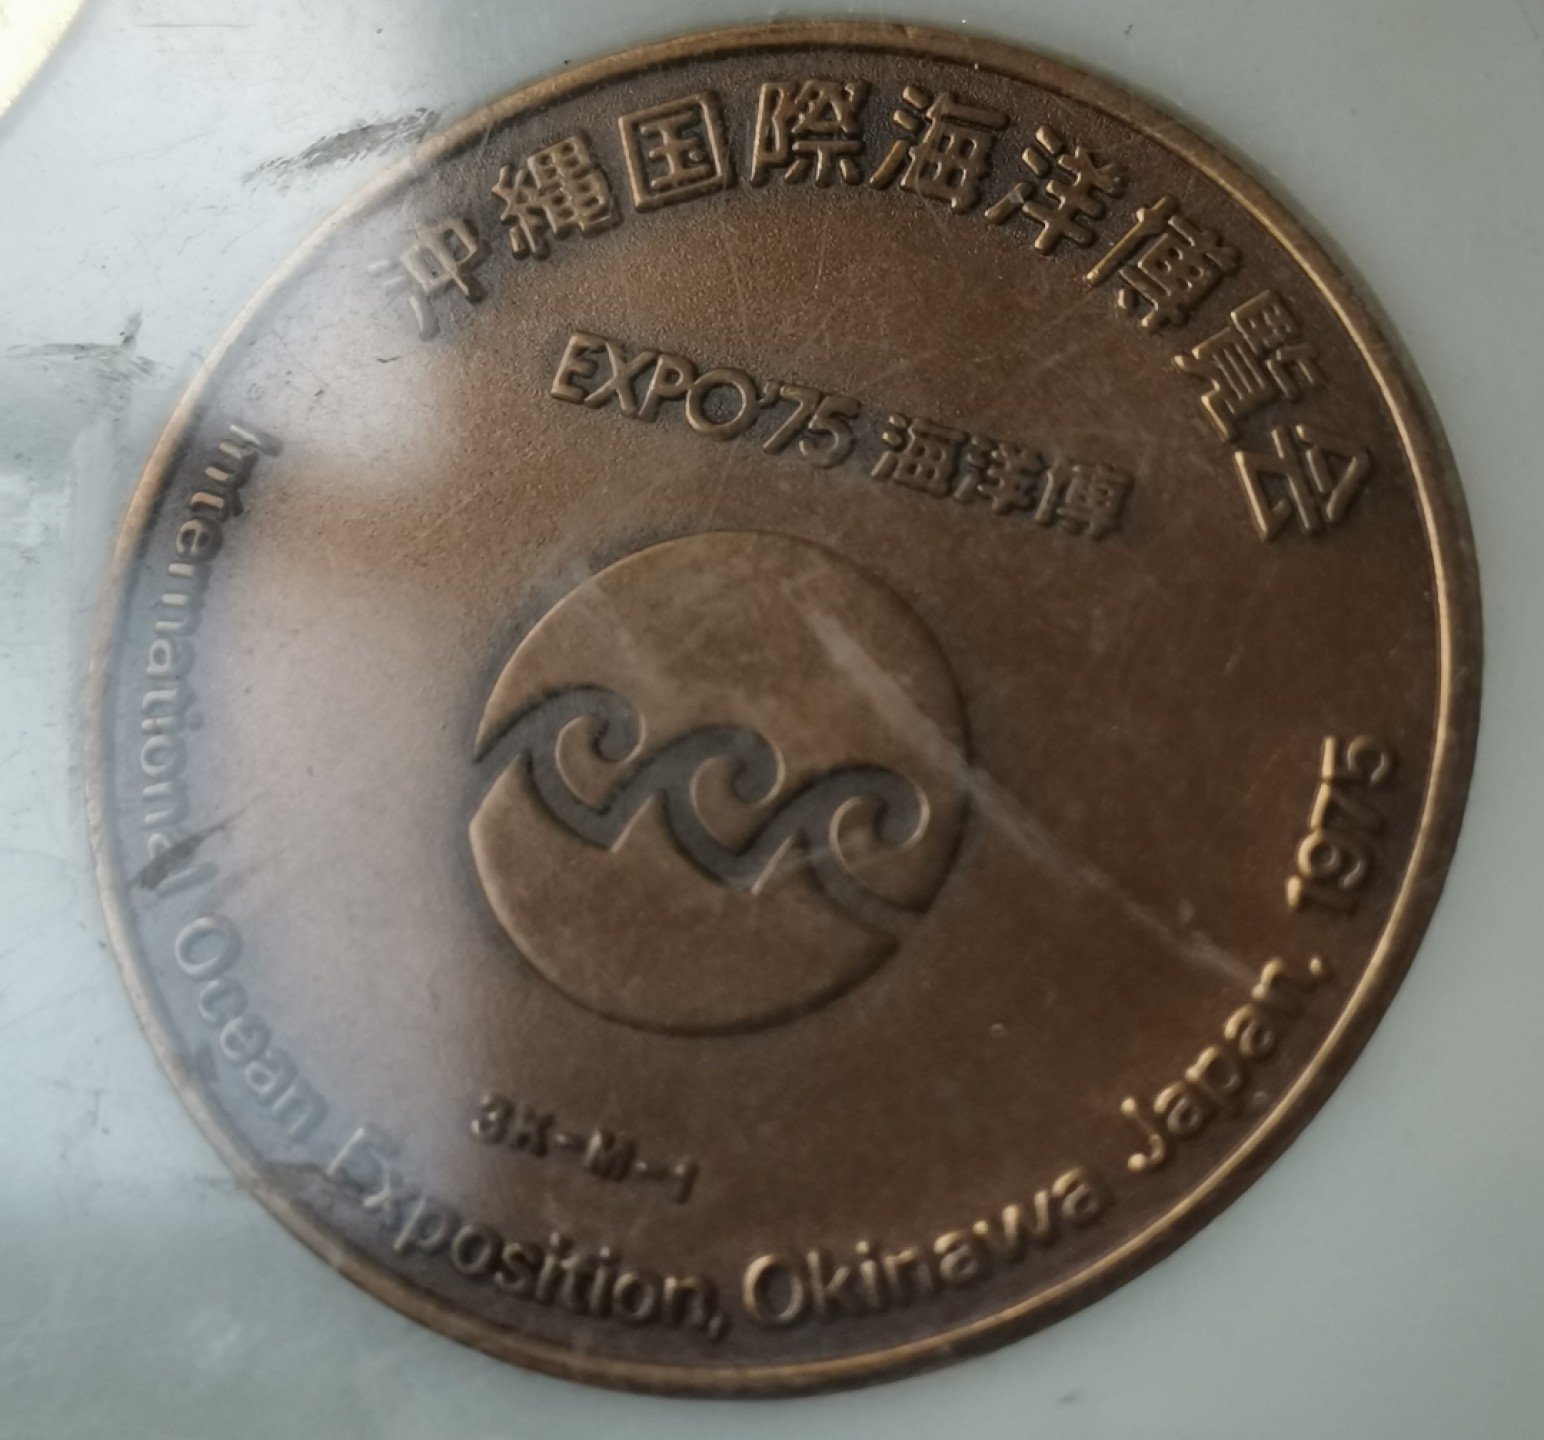 沖縄国際海洋博覧会
EXPO'75 海洋博
3X-M-1
International Ocean Exposition, Okinawa Japan, 1975